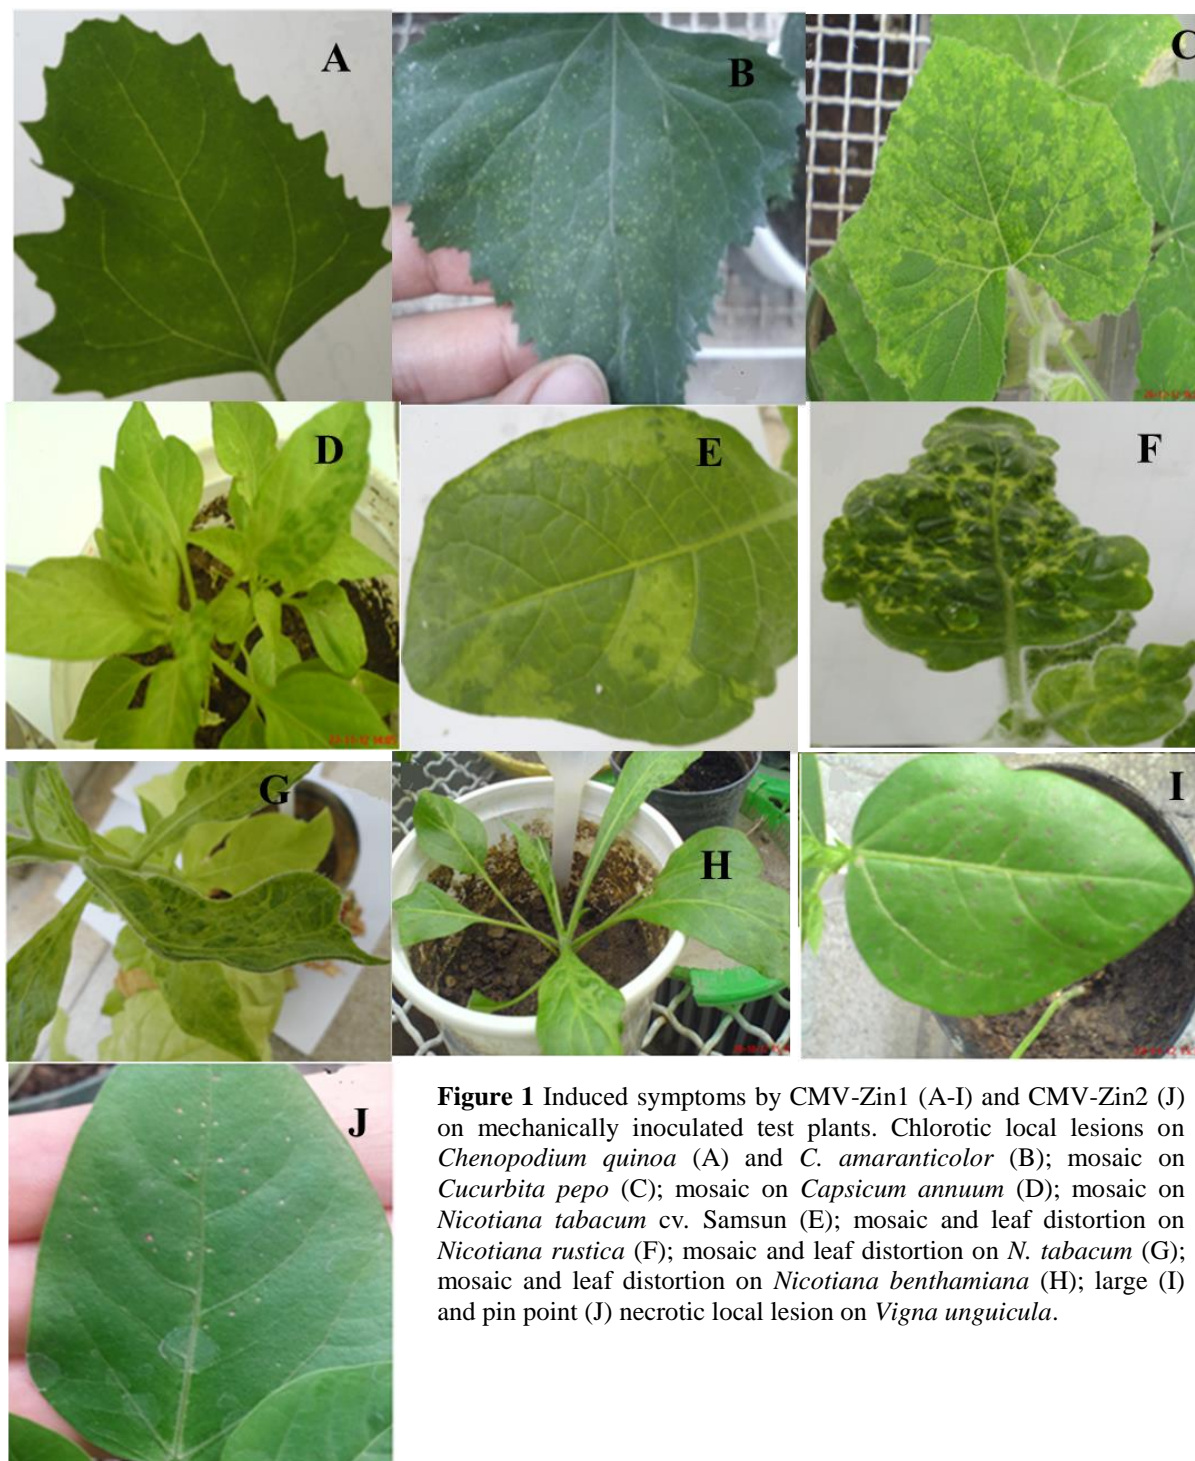 A
B
C
D
E
F
G
H
I
J
Figure 1 Induced symptoms by CMV-Zin1 (A-I) and CMV-Zin2 (J)
on mechanically inoculated test plants. Chlorotic local lesions on
Chenopodium quinoa (A) and C. amaranticolor (B); mosaic on
Cucurbita pepo (C); mosaic on Capsicum annuum (D); mosaic on
Nicotiana tabacum cv. Samsun (E); mosaic and leaf distortion on
Nicotiana rustica (F); mosaic and leaf distortion on N. tabacum (G);
mosaic and leaf distortion on Nicotiana benthamiana (H); large (I)
and pin point (J) necrotic local lesion on Vigna unguicula.